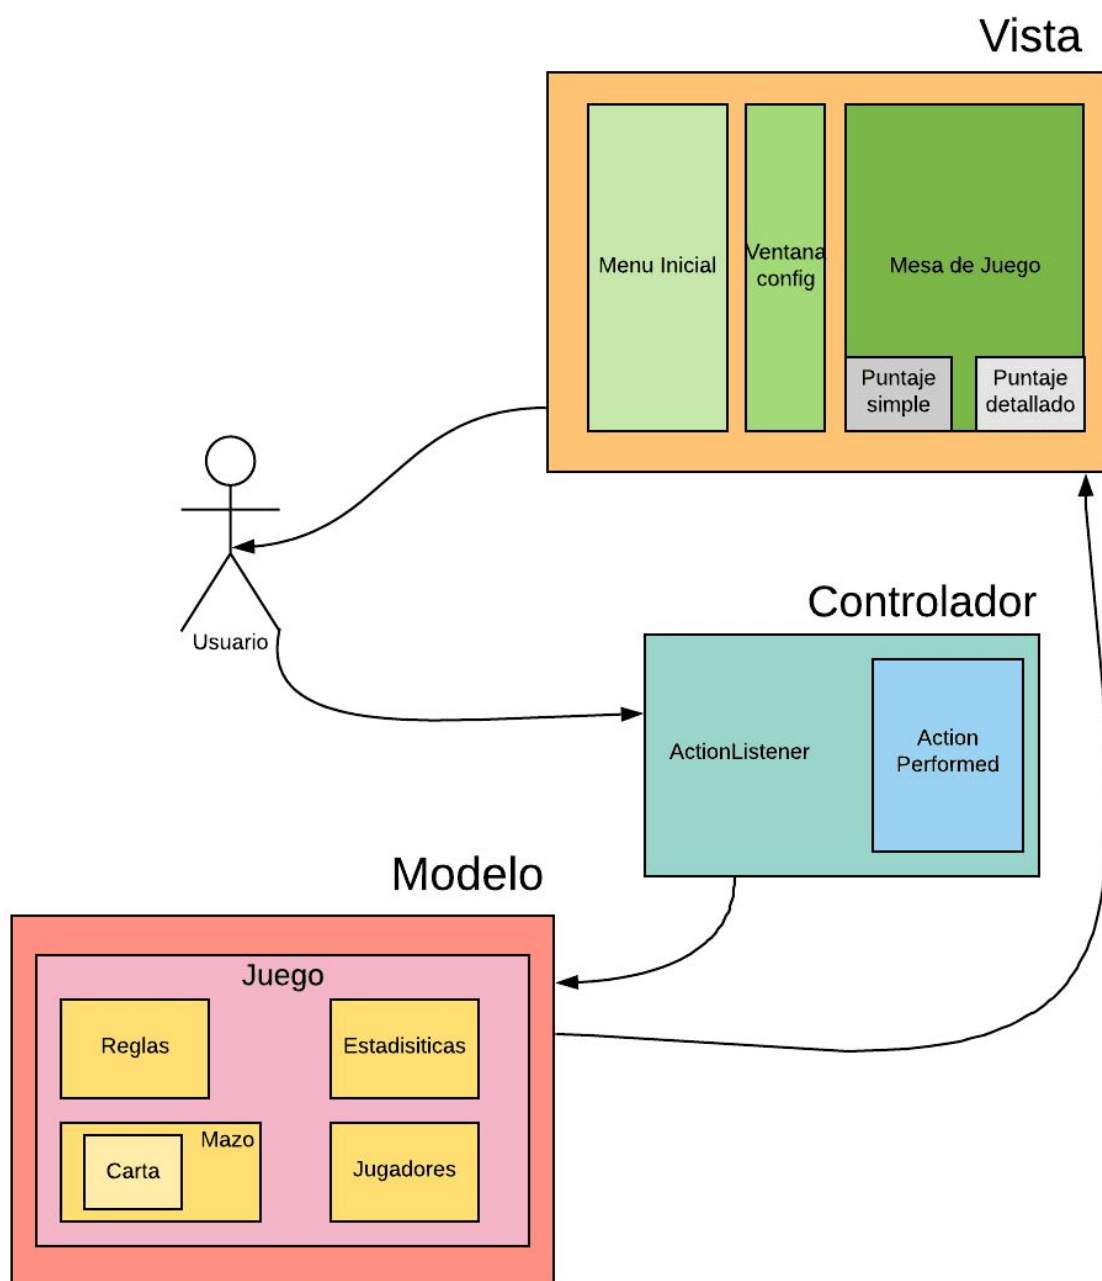 Vista
Menu Inicial
Ventana
config
Mesa de Juego
Puntaje
simple
Puntaje
detallado
Usuario
Controlador
ActionListener
Action
Performed
Modelo
Juego
Reglas
Estadisiticas
Mazo
Carta
Jugadores